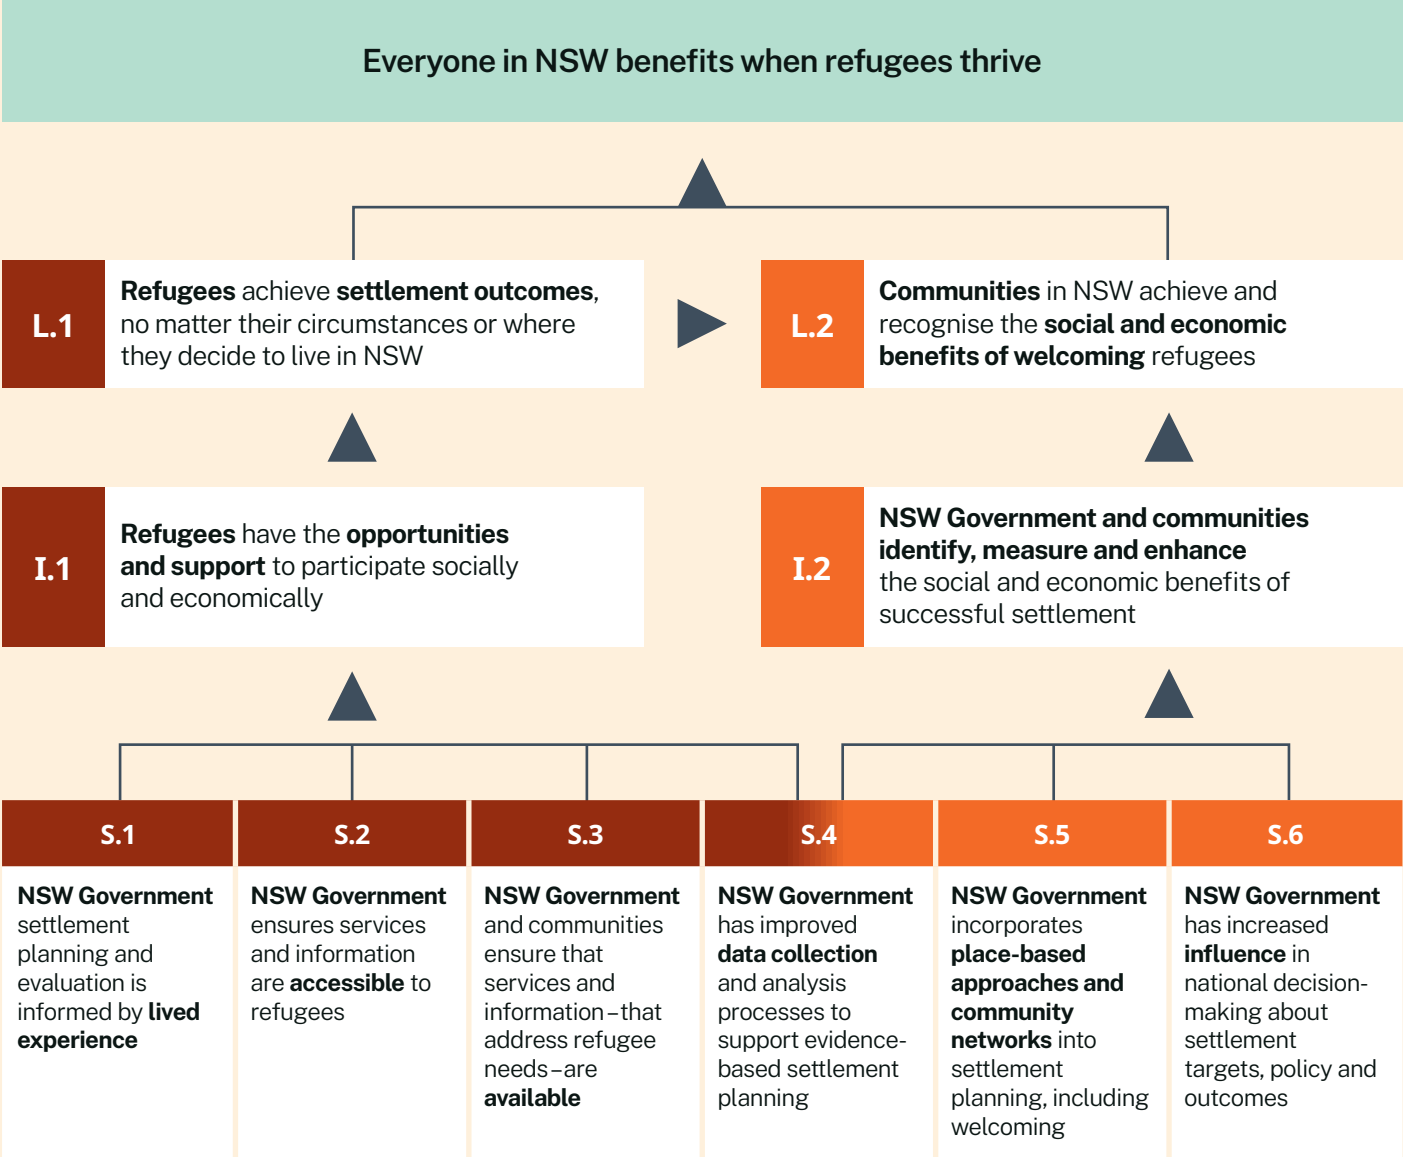 Everyone in NSW benefits when refugees thrive
L.1
Refugees achieve settlement outcomes,
no matter their circumstances or where
they decide to live in NSW
L.2
Communities in NSW achieve and
recognise the social and economic
benefits of welcoming refugees
I.1
Refugees have the opportunities
and support to participate socially
and economically
I.2
NSW Government and communities
identify, measure and enhance
the social and economic benefits of
successful settlement
S.1
NSW Government
settlement
planning and
evaluation is
informed by lived
experience
S.2
NSW Government
ensures services
and information
are accessible to
refugees
S.3
NSW Government
and communities
ensure that
services and
information – that
address refugee
needs – are
available
S.4
NSW Government
has improved
data collection
and analysis
processes to
support evidence-
based settlement
planning
S.5
NSW Government
incorporates
place-based
approaches and
community
networks into
settlement
planning, including
welcoming
S.6
NSW Government
has increased
influence in
national decision-
making about
settlement
targets, policy and
outcomes